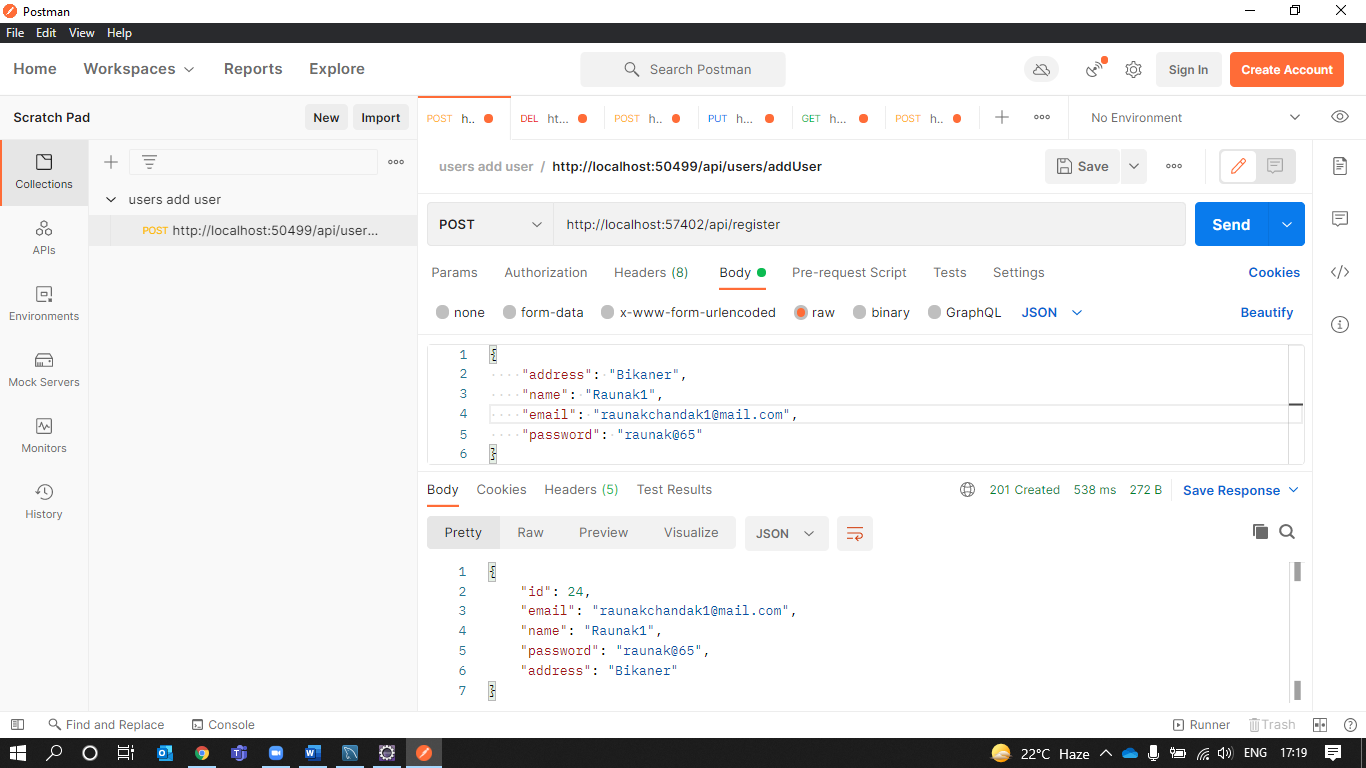 Postman
File Edit View Help
Home Workspaces Reports Explore Search Postman Sign In Create Account
Scratch Pad New Import
POST h.. DEL ht... POST h.. PUT h... GET h... POST h.. No Environment
Collections
APIs
Environments
Mock Servers
Monitors
History
users add user
POST http://localhost:50499/api/user...
users add user / http://localhost:50499/api/users/addUser Save
POST http://localhost:57402/api/register Send
Params Authorization Headers (8) Body Pre-request Script Tests Settings Cookies
none form-data x-www-form-urlencoded raw binary GraphQL JSON Beautify
1 {
2 "address": "Bikaner",
3 "name": "Raunak1",
4 "email": "raunakchandak1@mail.com",
5 "password": "raunak@65"
6 }
Body Cookies Headers (5) Test Results 201 Created 538 ms 272 B Save Response
Pretty Raw Preview Visualize JSON
1 {
2 "id": 24,
3 "email": "raunakchandak1@mail.com",
4 "name": "Raunak1",
5 "password": "raunak@65",
6 "address": "Bikaner"
7 }
Find and Replace Console Runner Trash
22°C Haze ENG 17:19